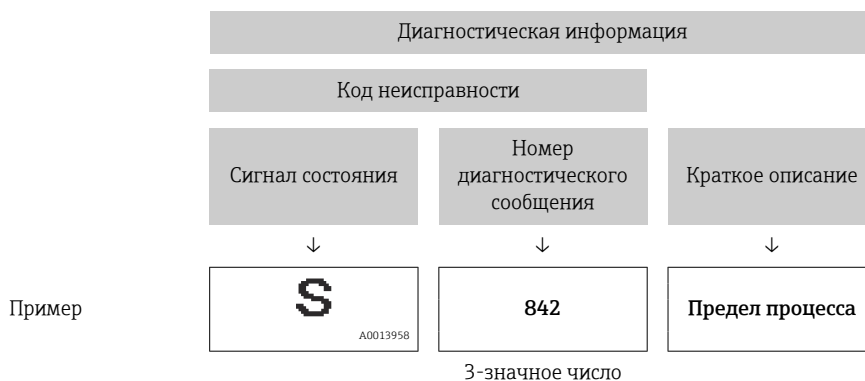 Диагностическая информация
Код неисправности
Сигнал состояния
Номер
диагностического
сообщения
Краткое описание
↓ ↓ ↓
Пример
S
A0013958
842
Предел процесса
3-значное число